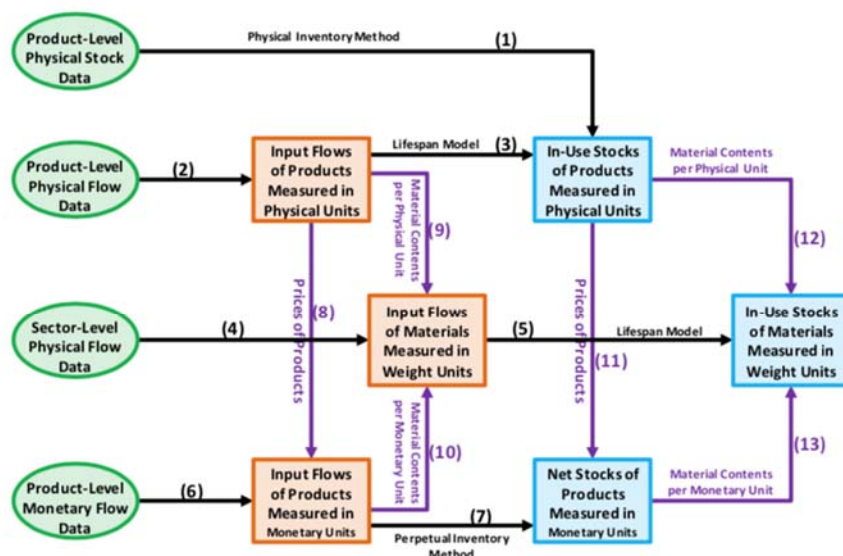 Product-Level
Physical Stock
Data
Physical Inventory Method
(1)
Product-Level
Physical Flow
Data
(2)
Input Flows
of Products
Measured in
Physical Units
Lifespan Model
(3)
In-Use Stocks
of Products
Measured in
Physical Units
Material Contents
per Physical Unit
Material Contents
per Physical Unit
(9)
(12)
Prices of Products
(8)
Sector-Level
Physical Flow
Data
(4)
Input Flows
of Materials
Measured in
Weight Units
(5)
Prices of Products
(11)
Lifespan Model
In-Use Stocks
of Materials
Measured in
Weight Units
Material Contents
per Monetary Unit
(10)
(13)
Product-Level
Monetary Flow
Data
(6)
Input Flows
of Products
Measured in
Monetary Units
(7)
Perpetual Inventory
Method
Net Stocks of
Products
Measured in
Monetary Units
Material Contents
per Monetary Unit